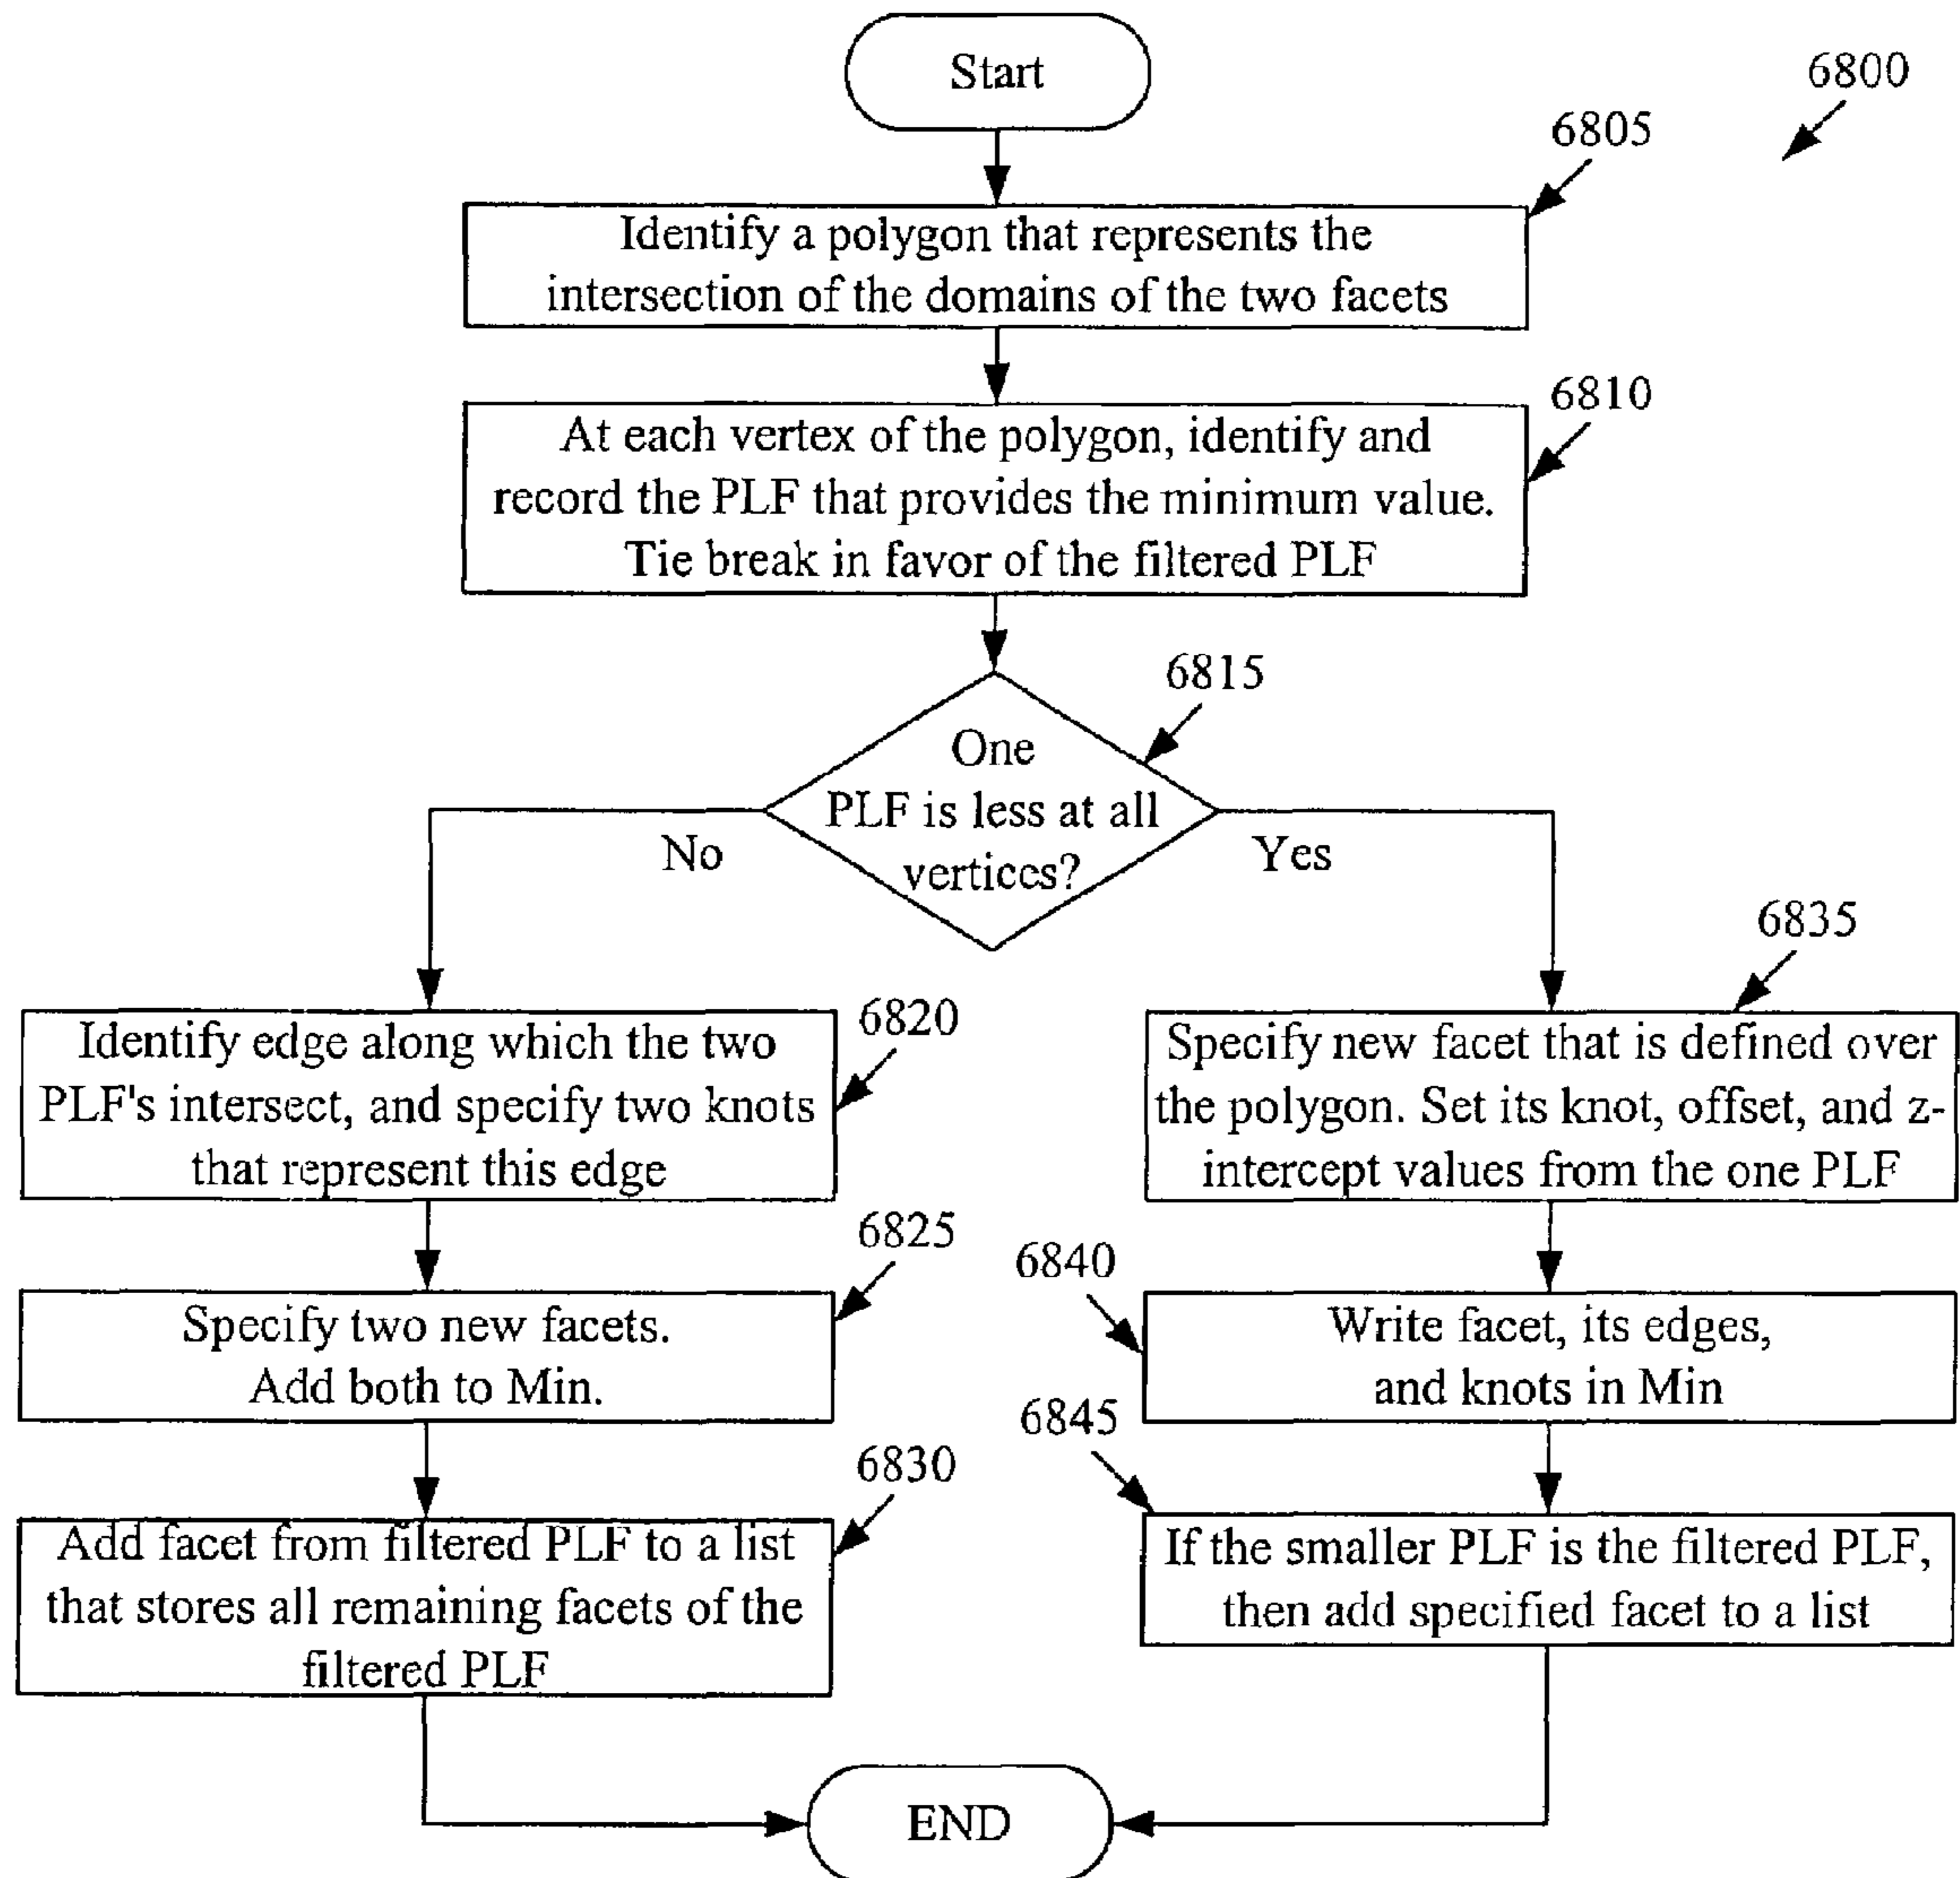 Start
6800
6805
Identify a polygon that represents the
intersection of the domains of the two facets
6810
At each vertex of the polygon, identify and
record the PLF that provides the minimum value.
Tie break in favor of the filtered PLF
6815
One
PLF is less at all
vertices?
No
Yes
6820
Identify edge along which the two
PLF's intersect, and specify two knots
that represent this edge
6825
Specify two new facets.
Add both to Min.
6830
Add facet from filtered PLF to a list
that stores all remaining facets of the
filtered PLF
6835
Specify new facet that is defined over
the polygon. Set its knot, offset, and z-
intercept values from the one PLF
6840
Write facet, its edges,
and knots in Min
6845
If the smaller PLF is the filtered PLF,
then add specified facet to a list
END